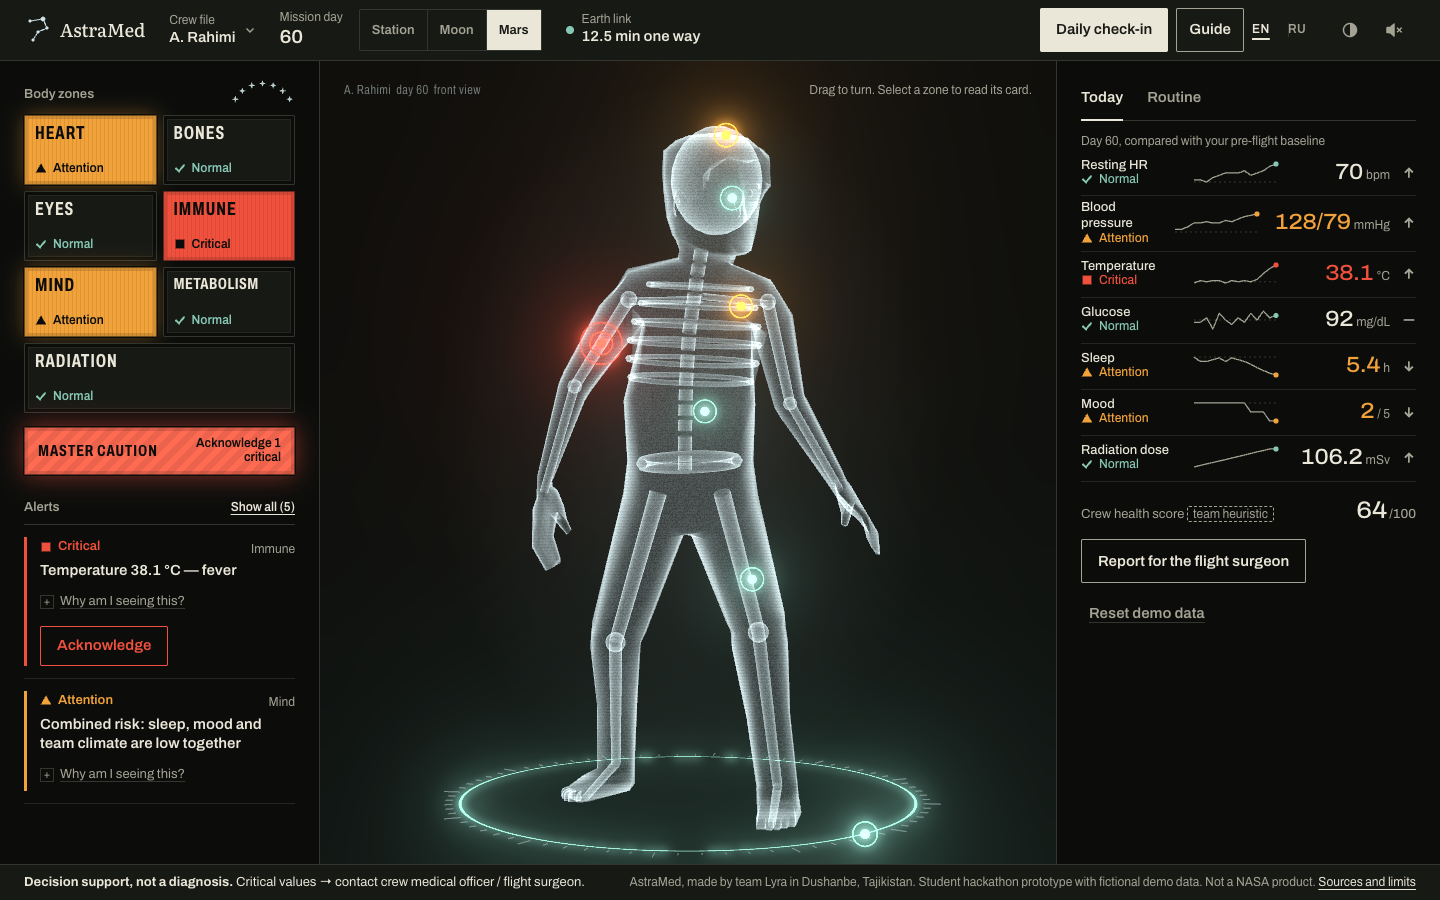 AstraMed
Crew file
A. Rahimi
Mission day
60
Station Moon Mars
Earth link
12.5 min one way
Daily check-in
Guide
EN RU
Body zones
HEART
Attention
BONES
Normal
EYES
Normal
IMMUNE
Critical
MIND
Attention
METABOLISM
Normal
RADIATION
Normal
MASTER CAUTION
Acknowledge 1
critical
Alerts
Show all (5)
Critical
Immune
Temperature 38.1 °C — fever
Why am I seeing this?
Acknowledge
Attention
Mind
Combined risk: sleep, mood and
team climate are low together
Why am I seeing this?
A. Rahimi day 60 front view
Drag to turn. Select a zone to read its card.
Today Routine
Day 60, compared with your pre-flight baseline
Resting HR
Normal
70 bpm
Blood
pressure
Attention
128/79 mmHg
Temperature
Critical
38.1 °C
Glucose
Normal
92 mg/dL
Sleep
Attention
5.4 h
Mood
Attention
2 / 5
Radiation dose
Normal
106.2 mSv
Crew health score team heuristic
64/100
Report for the flight surgeon
Reset demo data
Decision support, not a diagnosis. Critical values → contact crew medical officer / flight surgeon.
AstraMed, made by team Lyra in Dushanbe, Tajikistan. Student hackathon prototype with fictional demo data. Not a NASA product. Sources and limits